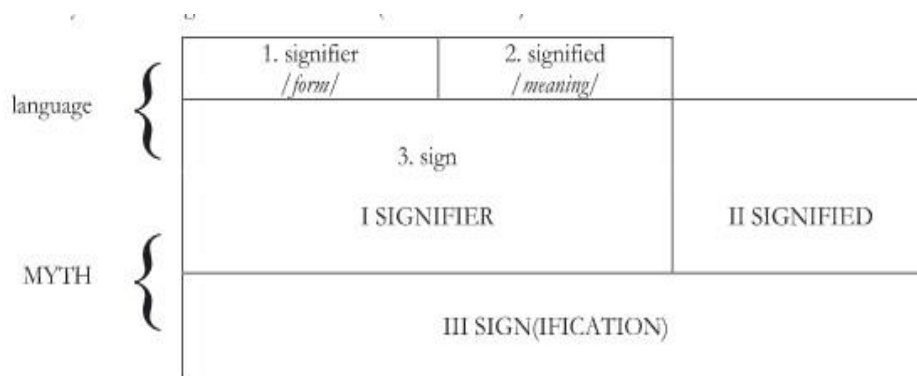 1. signifier 2. signified
/form/ /meaning/
language
3. sign
I SIGNIFIER II SIGNIFIED
MYTH
III SIGN(IFICATION)